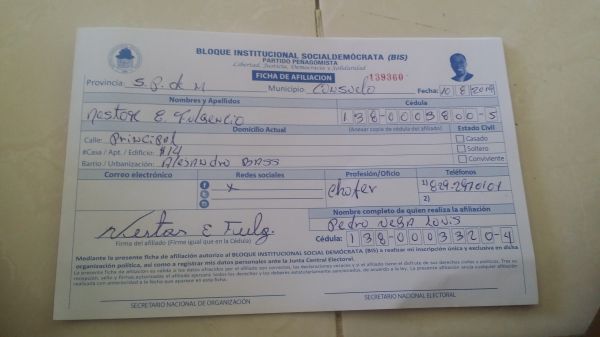 BLOQUE INSTITUCIONAL SOCIALDEMÓCRATA (BIS)
PARTIDO PEÑAGOMISTA
Libertad, Justicia, Democracia y Solidaridad
FICHA DE AFILIACION 139360
Provincia: S.P. de M Municipio: Consuelo Fecha: 10/8/2019
Nombres y Apellidos Cédula
Nestor E Fulgencio 138-0003800-5
Domicilio Actual (Anexar copia de cédula del afiliado) Estado Civil
Calle: Principal Casado
#Casa / Apt. / Edificio: #14 Soltero
Barrio / Urbanización: Alesandro Bass Conviviente
Correo electrónico Redes sociales Profesión/Oficio Teléfonos
x Chofer 1) 829-2970101
2)
Nestor E Fulg. Nombre completo de quien realiza la afiliación
Pedro Vega Louis
Firma del afiliado (Firme igual que en la Cédula) Cédula: 138-0003320-4
Mediante la presente ficha de afiliación autorizo al BLOQUE INSTITUCIONAL SOCIAL DEMÓCRATA (BIS) a realizar mi inscripción única y exclusiva en dicha
organización política, así como a registrar mis datos personales ante la Junta Central Electoral.
SECRETARIO NACIONAL DE ORGANIZACIÓN SECRETARIO NACIONAL ELECTORAL